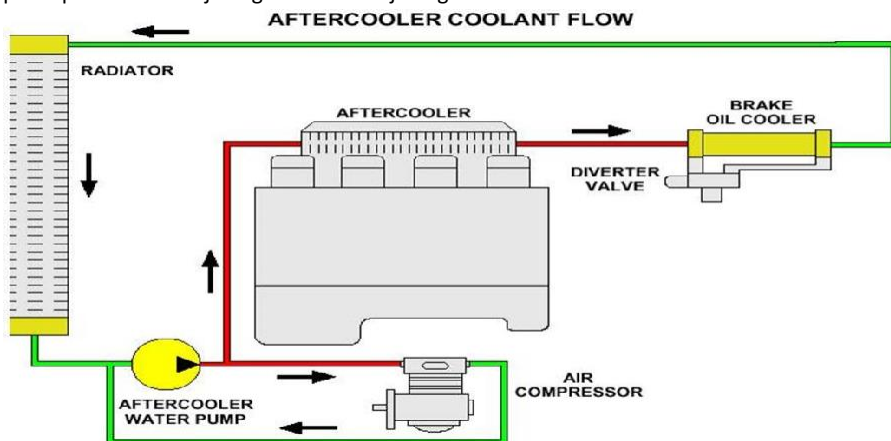 AFTERCOOLER COOLANT FLOW
RADIATOR
AFTERCOOLER
BRAKE
OIL COOLER
DIVERTER
VALVE
AIR
COMPRESSOR
AFTERCOOLER
WATER PUMP